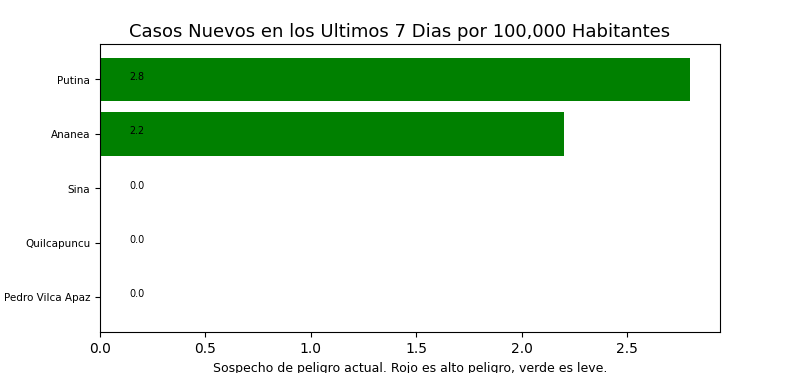 Casos Nuevos en los Ultimos 7 Dias por 100,000 Habitantes
Putina 2.8
Ananea 2.2
Sina 0.0
Quilcapuncu 0.0
Pedro Vilca Apaz 0.0
0.0 0.5 1.0 1.5 2.0 2.5
Sospecho de peligro actual. Rojo es alto peligro, verde es leve.